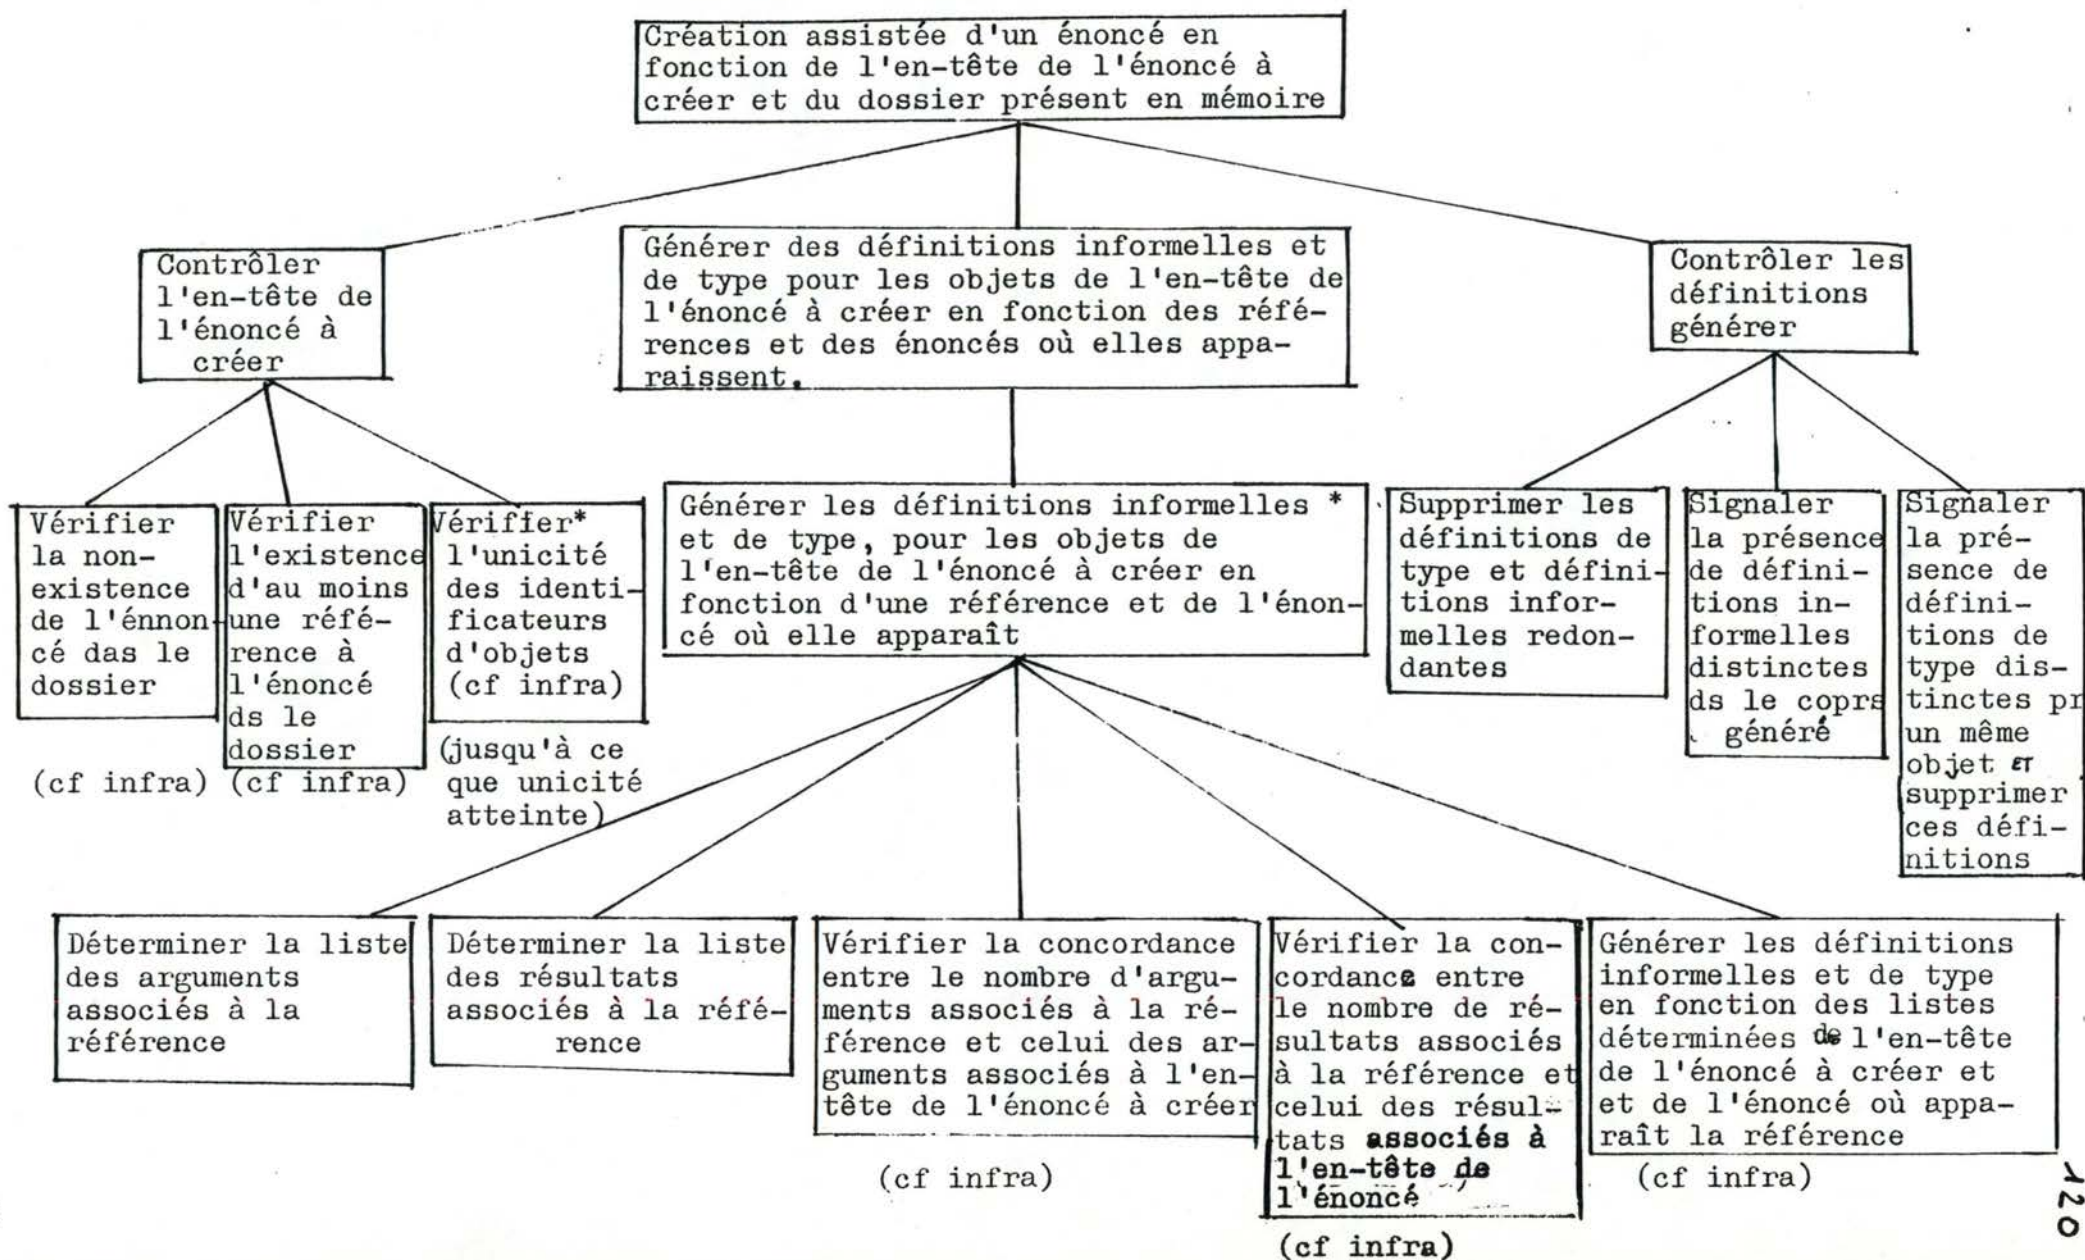 Création assistée d'un énoncé en
fonction de l'en-tête de l'énoncé à
créer et du dossier présent en mémoire
Contrôler
l'en-tête de
l'énoncé à
créer
Générer des définitions informelles et
de type pour les objets de l'en-tête de
l'énoncé à créer en fonction des réfé-
rences et des énoncés où elles appa-
raissent.
Contrôler les
définitions
générer
Vérifier
la non-
existence
de l'énnon-
cé das le
dossier
(cf infra)
Vérifier
l'existence
d'au moins
une réfé-
rence à
l'énoncé
ds le
dossier
(cf infra)
Vérifier*
l'unicité
des identi-
ficateurs
d'objets
(cf infra)
(jusqu'à ce
que unicité
atteinte)
Générer les définitions informelles *
et de type, pour les objets de
l'en-tête de l'énoncé à créer en
fonction d'une référence et de l'énon-
cé où elle apparaît
Supprimer les
définitions de
type et défini-
tions infor-
melles redon-
dantes
Signaler
la présence
de défini-
tions in-
formelles
distinctes
ds le coprs
généré
Signaler
la pré-
sence de
défini-
tions de
type dis-
tinctes pr
un même
objet ET
supprimer
ces défi-
nitions
Déterminer la liste
des arguments
associés à la
référence
Déterminer la liste
des résultats
associés à la réfé-
rence
Vérifier la concordance
entre le nombre d'argu-
ments associés à la ré-
férence et celui des ar-
guments associés à l'en-
tête de l'énoncé à créer
(cf infra)
Vérifier la con-
cordance entre
le nombre de ré-
sultats associés
à la référence et
celui des résul-
tats associés à
l'en-tête de
l'énoncé
(cf infra)
Générer les définitions
informelles et de type
en fonction des listes
déterminées de l'en-tête
de l'énoncé à créer et
et de l'énoncé où appa-
raît la référence
(cf infra)
120